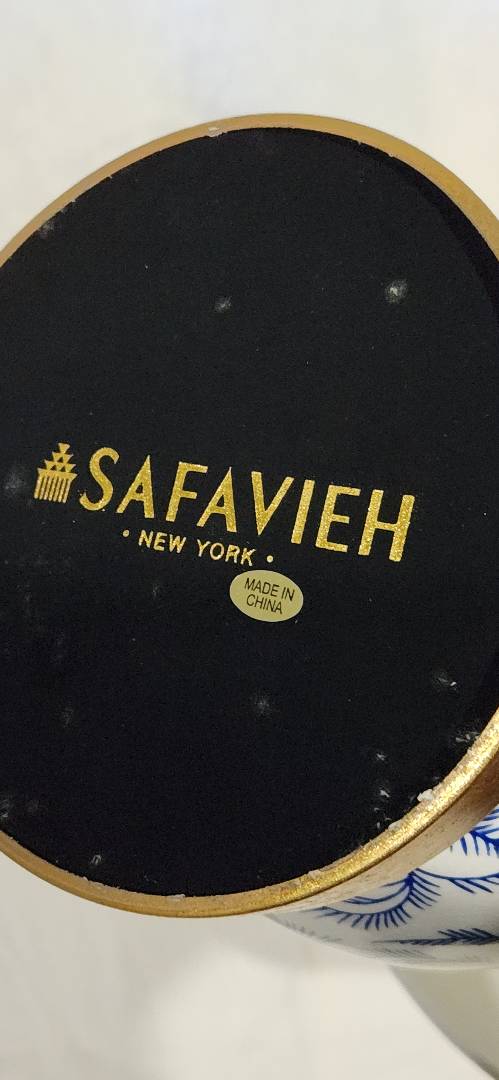 SAFAVIEH
• NEW YORK •
MADE IN
CHINA